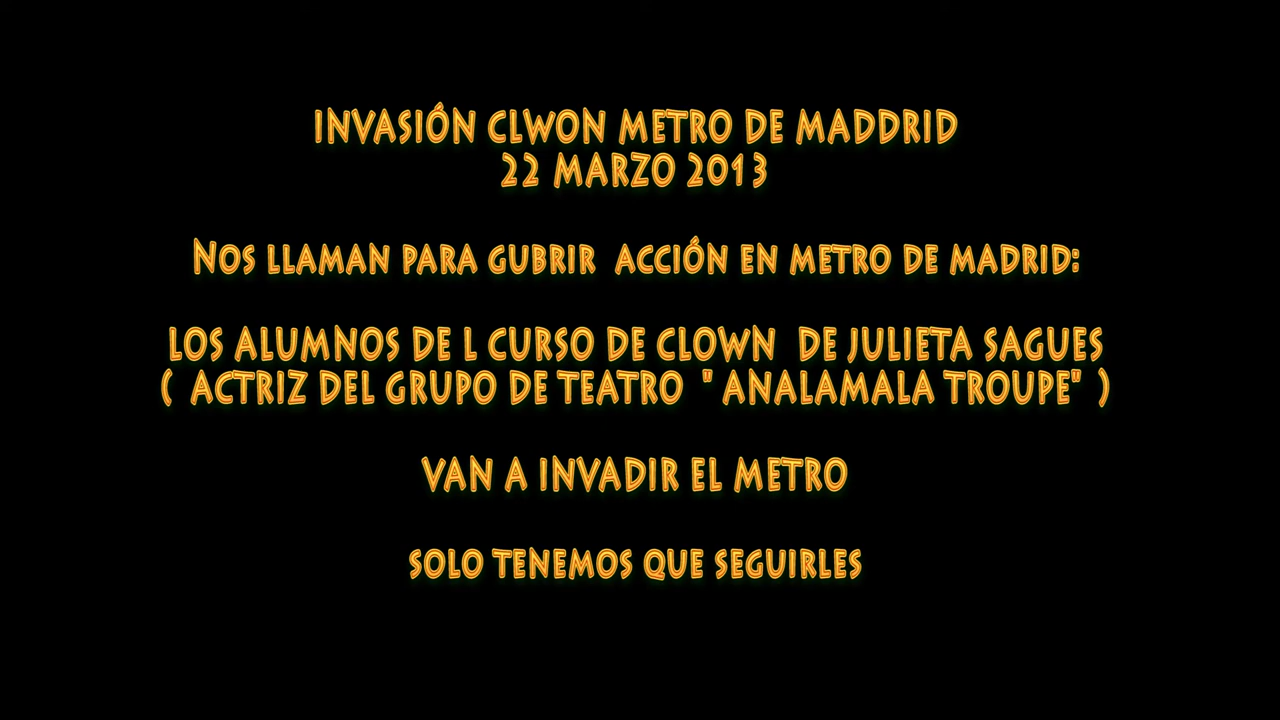 INVASIÓN CLWON METRO DE MADDRID
22 MARZO 2013
NOS LLAMAN PARA GUBRIR ACCIÓN EN METRO DE MADRID:
LOS ALUMNOS DE L CURSO DE CLOWN DE JULIETA SAGUES
( ACTRIZ DEL GRUPO DE TEATRO " ANALAMALA TROUPE" )
VAN A INVADIR EL METRO
SOLO TENEMOS QUE SEGUIRLES